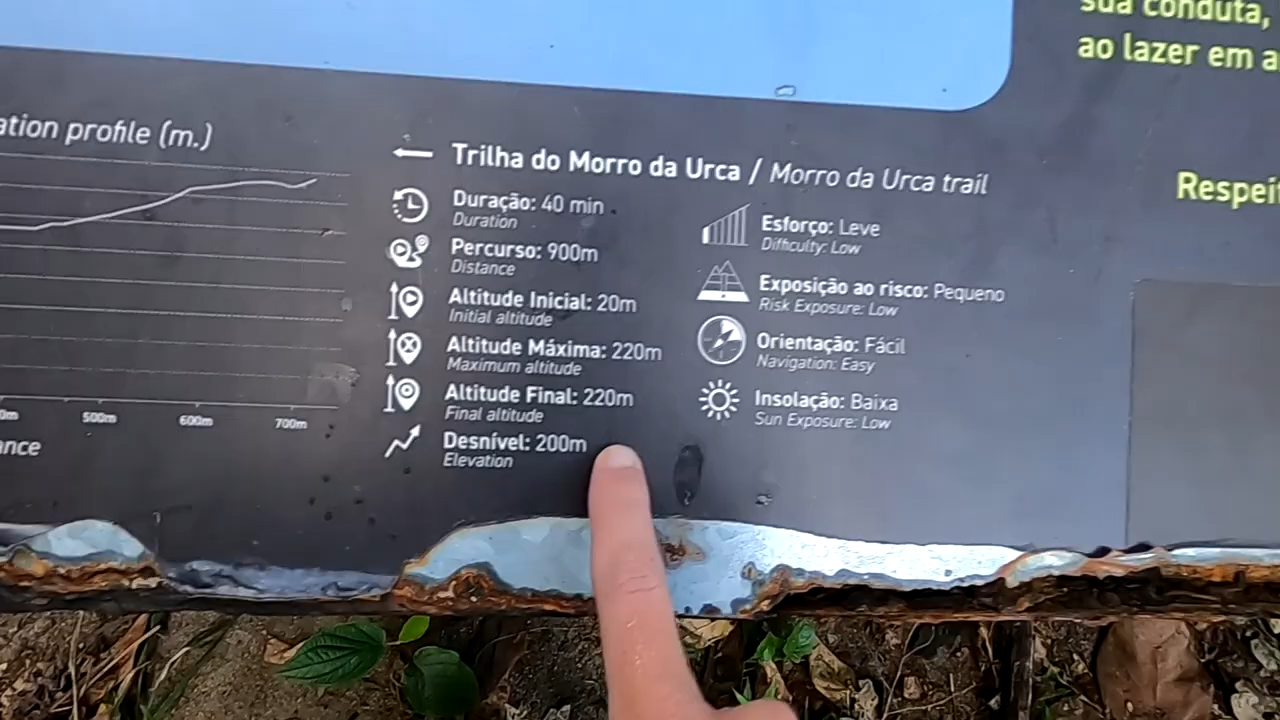 sua conduta,
ao lazer em a
ation profile (m.)
500m
600m
700m
Trilha do Morro da Urca / Morro da Urca trail
Duração: 40 min
Duration
Percurso: 900m
Distance
Altitude Inicial: 20m
Initial altitude
Altitude Máxima: 220m
Maximum altitude
Altitude Final: 220m
Final altitude
Desnível: 200m
Elevation
Esforço: Leve
Difficulty: Low
Exposição ao risco: Pequeno
Risk Exposure: Low
Orientação: Fácil
Navigation: Easy
Insolação: Baixa
Sun Exposure: Low
Respeit